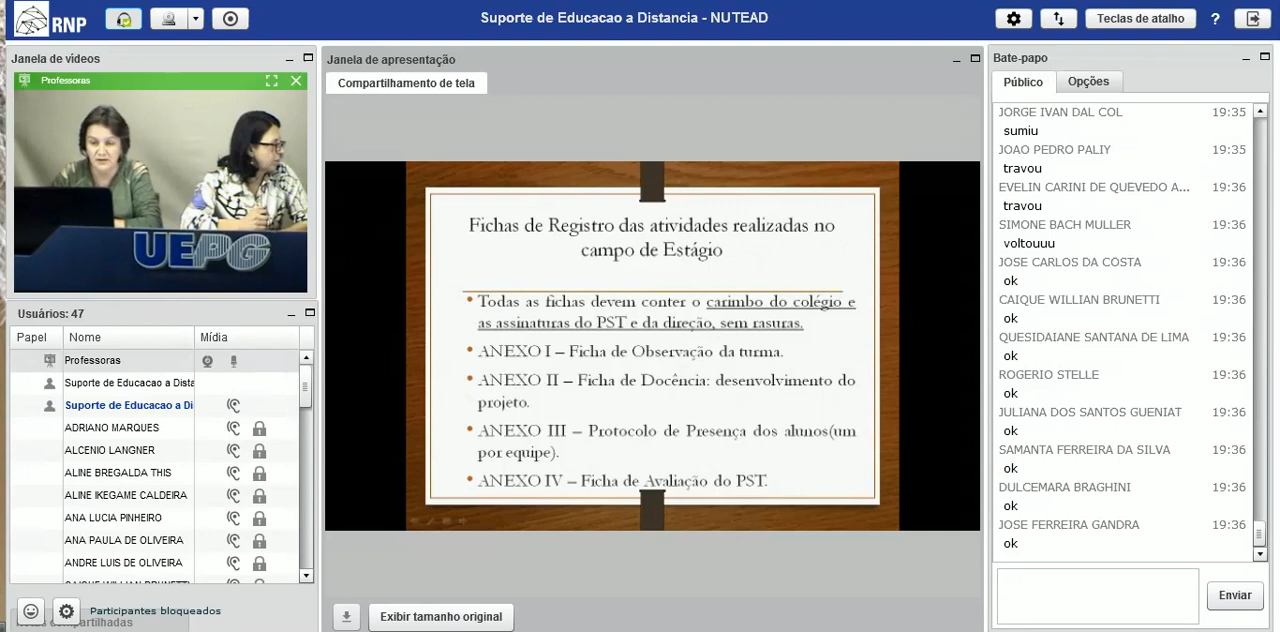 RNP
Suporte de Educacao a Distancia - NUTEAD
Teclas de atalho
?
Janela de vídeos
Professoras
UEPG
Usuários: 47
Papel Nome Mídia
Professoras
Suporte de Educacao a Dista
Suporte de Educacao a Di
ADRIANO MARQUES
ALCENIO LANGNER
ALINE BREGALDA THIS
ALINE IKEGAME CALDEIRA
ANA LUCIA PINHEIRO
ANA PAULA DE OLIVEIRA
ANDRE LUIS DE OLIVEIRA
CAIQUE WILLIAN BRUNETTI
Participantes bloqueados
Notas compartilhadas
Janela de apresentação
Compartilhamento de tela
Fichas de Registro das atividades realizadas no
campo de Estágio
• Todas as fichas devem conter o carimbo do colégio e
as assinaturas do PST e da direção, sem rasuras.
• ANEXO I – Ficha de Observação da turma.
• ANEXO II – Ficha de Docência: desenvolvimento do
projeto.
• ANEXO III – Protocolo de Presença dos alunos(um
por equipe).
• ANEXO IV – Ficha de Avaliação do PST.
Exibir tamanho original
Bate-papo
Público Opções
JORGE IVAN DAL COL 19:35
sumiu
JOAO PEDRO PALIY 19:35
travou
EVELIN CARINI DE QUEVEDO A... 19:36
travou
SIMONE BACH MULLER 19:36
voltouuu
JOSE CARLOS DA COSTA 19:36
ok
CAIQUE WILLIAN BRUNETTI 19:36
ok
QUESIDAIANE SANTANA DE LIMA 19:36
ok
ROGERIO STELLE 19:36
ok
JULIANA DOS SANTOS GUENIAT 19:36
ok
SAMANTA FERREIRA DA SILVA 19:36
ok
DULCEMARA BRAGHINI 19:36
ok
JOSE FERREIRA GANDRA 19:36
ok
Enviar